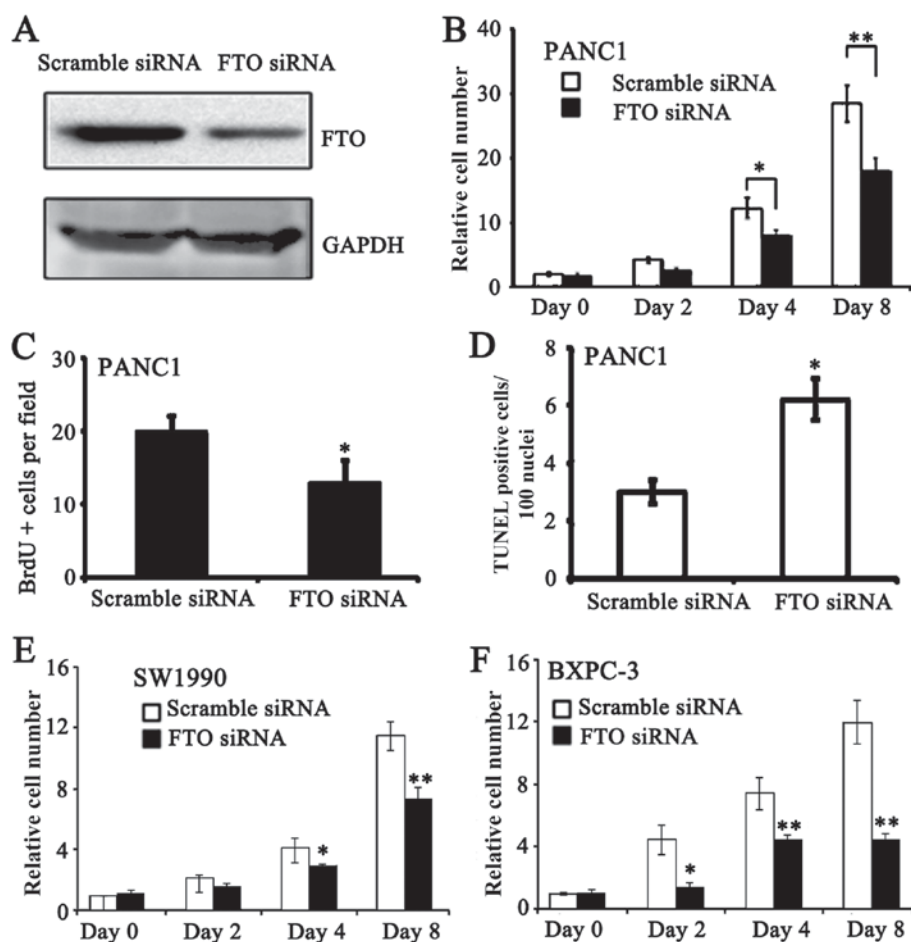 A
Scramble siRNA FTO siRNA
FTO
GAPDH
B
PANC1
Scramble siRNA
FTO siRNA
Relative cell number
40
30
20
10
0
**
*
Day 0 Day 2 Day 4 Day 8
C
PANC1
BrdU + cells per field
30
20
10
0
*
Scramble siRNA FTO siRNA
D
PANC1
TUNEL positive cells/
100 nuclei
8
6
4
2
0
*
Scramble siRNA FTO siRNA
E
SW1990
Scramble siRNA
FTO siRNA
Relative cell number
16
12
8
4
0
*
**
Day 0 Day 2 Day 4 Day 8
F
BXPC-3
Scramble siRNA
FTO siRNA
Relative cell number
16
12
8
4
0
*
**
**
Day 0 Day 2 Day 4 Day 8